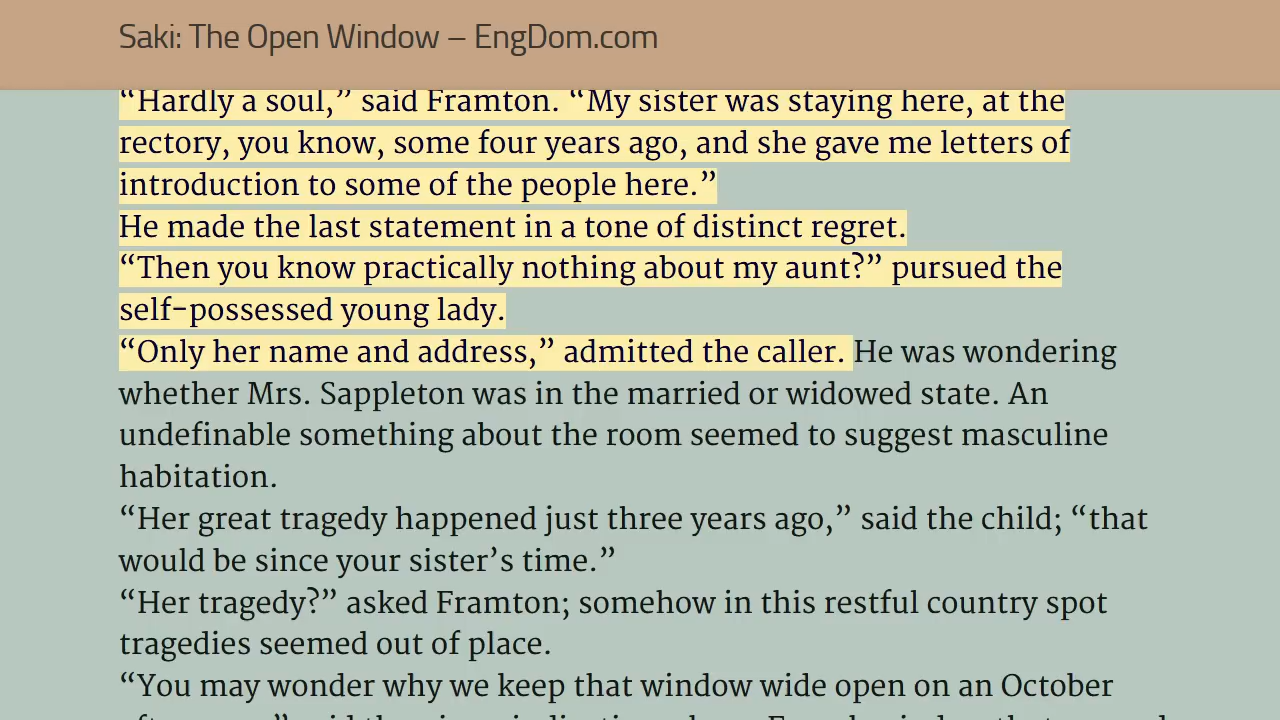 Saki: The Open Window – EngDom.com
“Hardly a soul,” said Framton. “My sister was staying here, at the
rectory, you know, some four years ago, and she gave me letters of
introduction to some of the people here.”
He made the last statement in a tone of distinct regret.
“Then you know practically nothing about my aunt?” pursued the
self-possessed young lady.
“Only her name and address,” admitted the caller. He was wondering
whether Mrs. Sappleton was in the married or widowed state. An
undefinable something about the room seemed to suggest masculine
habitation.
“Her great tragedy happened just three years ago,” said the child; “that
would be since your sister’s time.”
“Her tragedy?” asked Framton; somehow in this restful country spot
tragedies seemed out of place.
“You may wonder why we keep that window wide open on an October